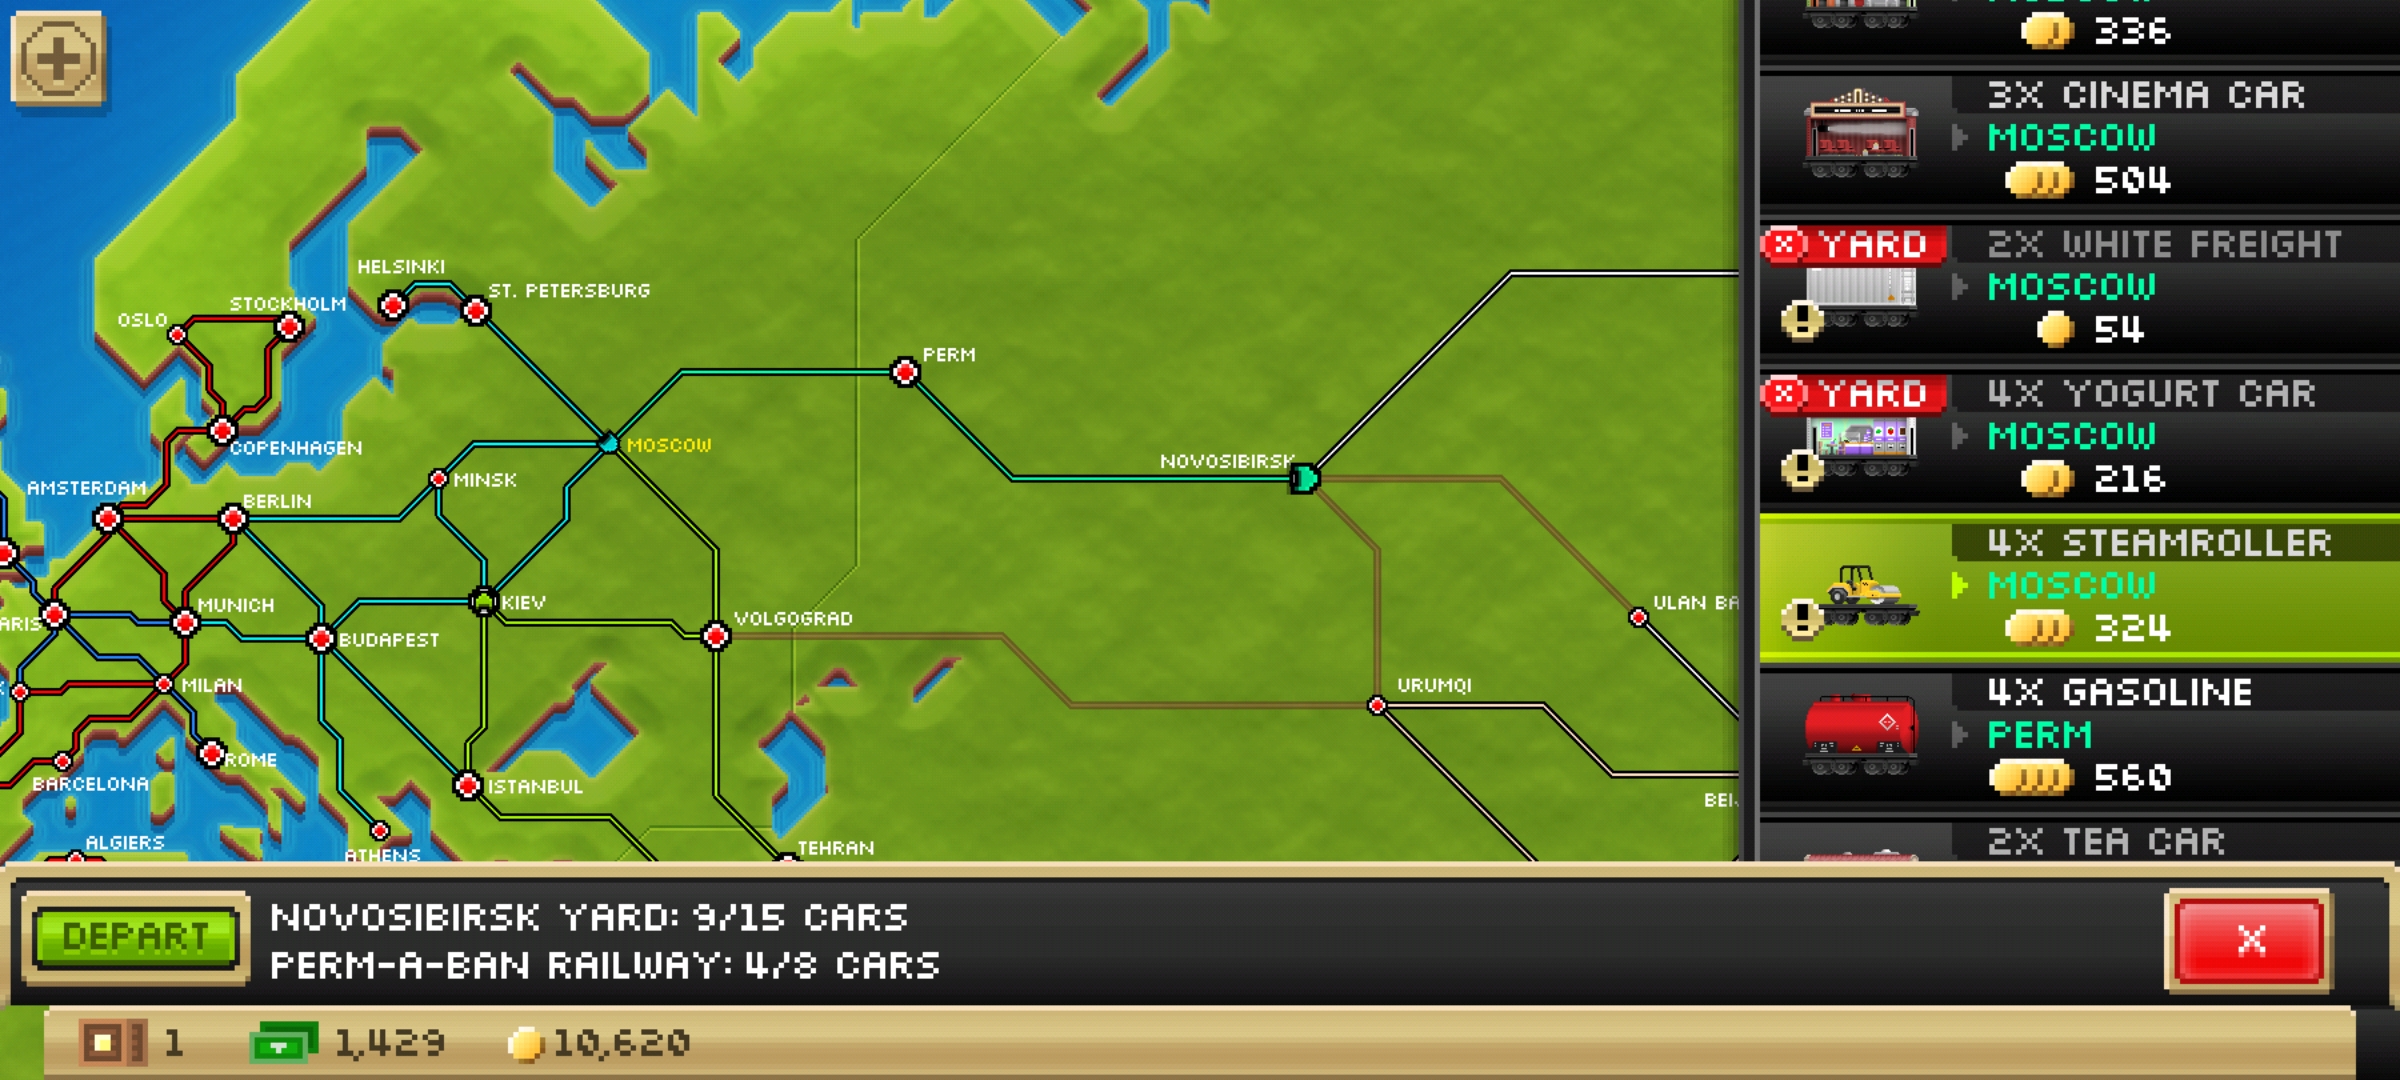 336
3X CINEMA CAR
MOSCOW
504
YARD
2X WHITE FREIGHT
MOSCOW
54
YARD
4X YOGURT CAR
MOSCOW
216
4X STEAMROLLER
MOSCOW
324
4X GASOLINE
PERM
560
2X TEA CAR
HELSINKI
ST. PETERSBURG
STOCKHOLM
OSLO
PERM
COPENHAGEN
MOSCOW
NOVOSIBIRSK
MINSK
AMSTERDAM
BERLIN
KIEV
MUNICH
ARIS
VOLGOGRAD
ULAN BA
BUDAPEST
MILAN
URUMQI
ROME
BARCELONA
ISTANBUL
BEI
ALGIERS
ATHENS
TEHRAN
DEPART
NOVOSIBIRSK YARD: 9/15 CARS
PERM-A-BAN RAILWAY: 4/8 CARS
X
1
1,429
10,620